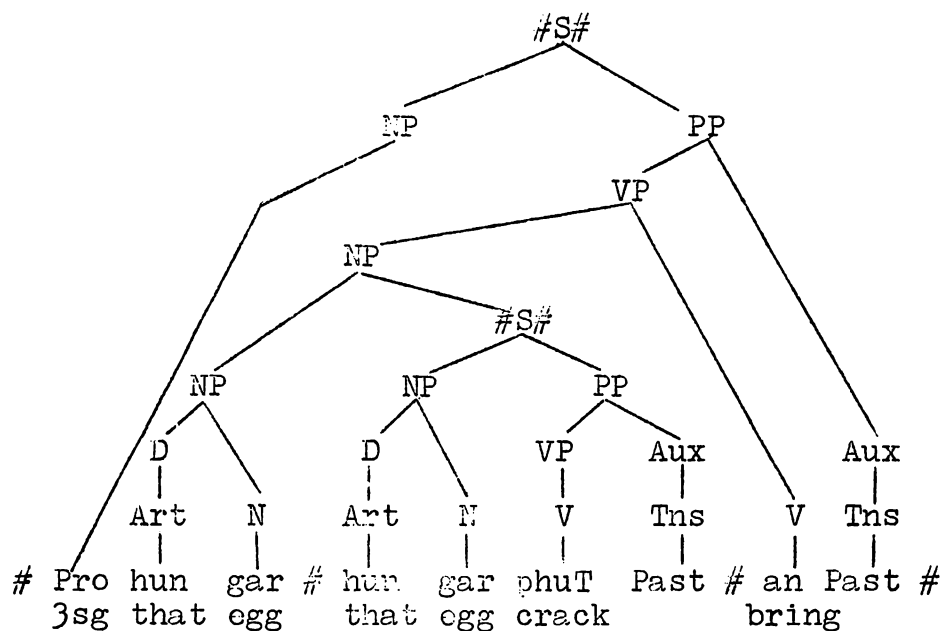 #S#
NP PP
VP
NP
#S#
NP NP PP
D D VP Aux Aux
Art N Art N V Tns V Tns
# Pro hun gar # hun gar phuT Past # an Past #
3sg that egg that egg crack bring